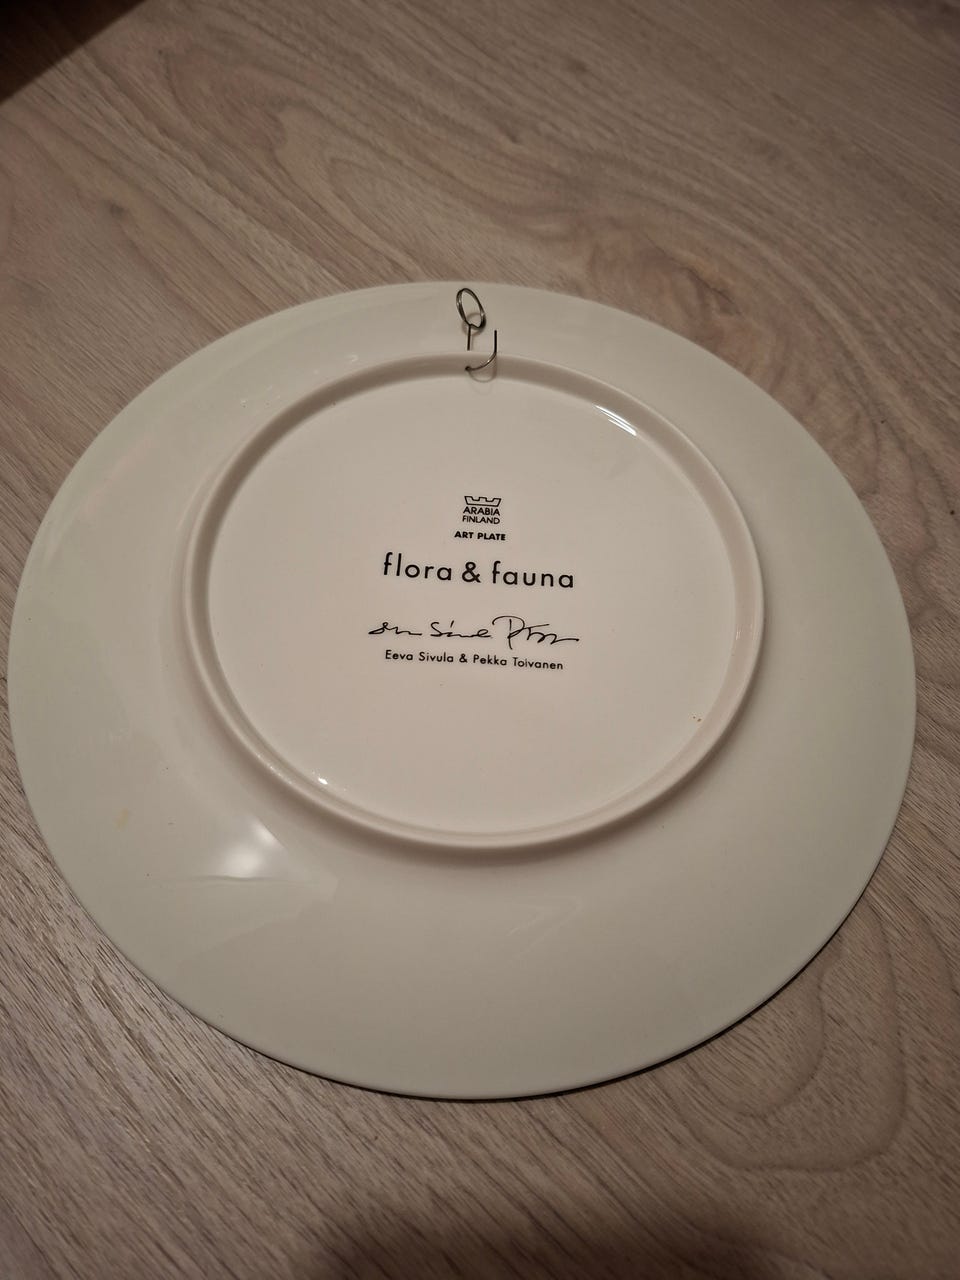 ARABIA
FINLAND
ART PLATE
flora & fauna
Eeva Sivula & Pekka Toivanen